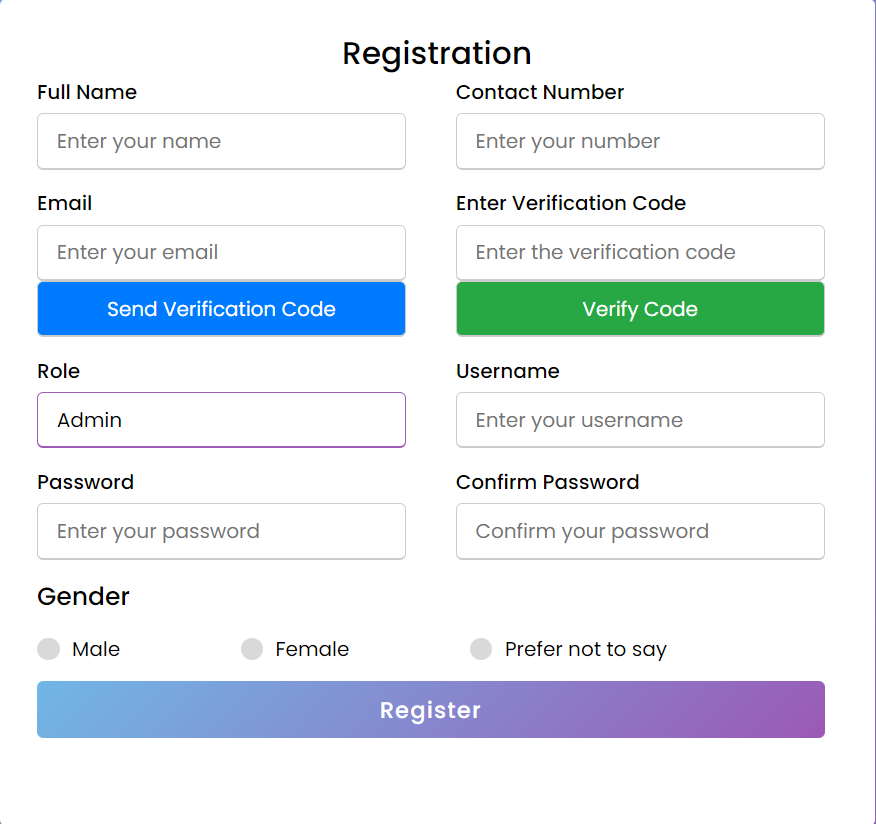 Registration
Full Name
Contact Number
Enter your name
Enter your number
Email
Enter Verification Code
Enter your email
Enter the verification code
Send Verification Code
Verify Code
Role
Username
Admin
Enter your username
Password
Confirm Password
Enter your password
Confirm your password
Gender
Male
Female
Prefer not to say
Register